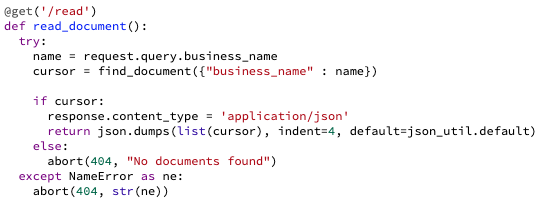 @get('/read')
def read_document():
  try:
    name = request.query.business_name
    cursor = find_document({"business_name" : name})

    if cursor:
      response.content_type = 'application/json'
      return json.dumps(list(cursor), indent=4, default=json_util.default)
    else:
      abort(404, "No documents found")
  except NameError as ne:
    abort(404, str(ne))